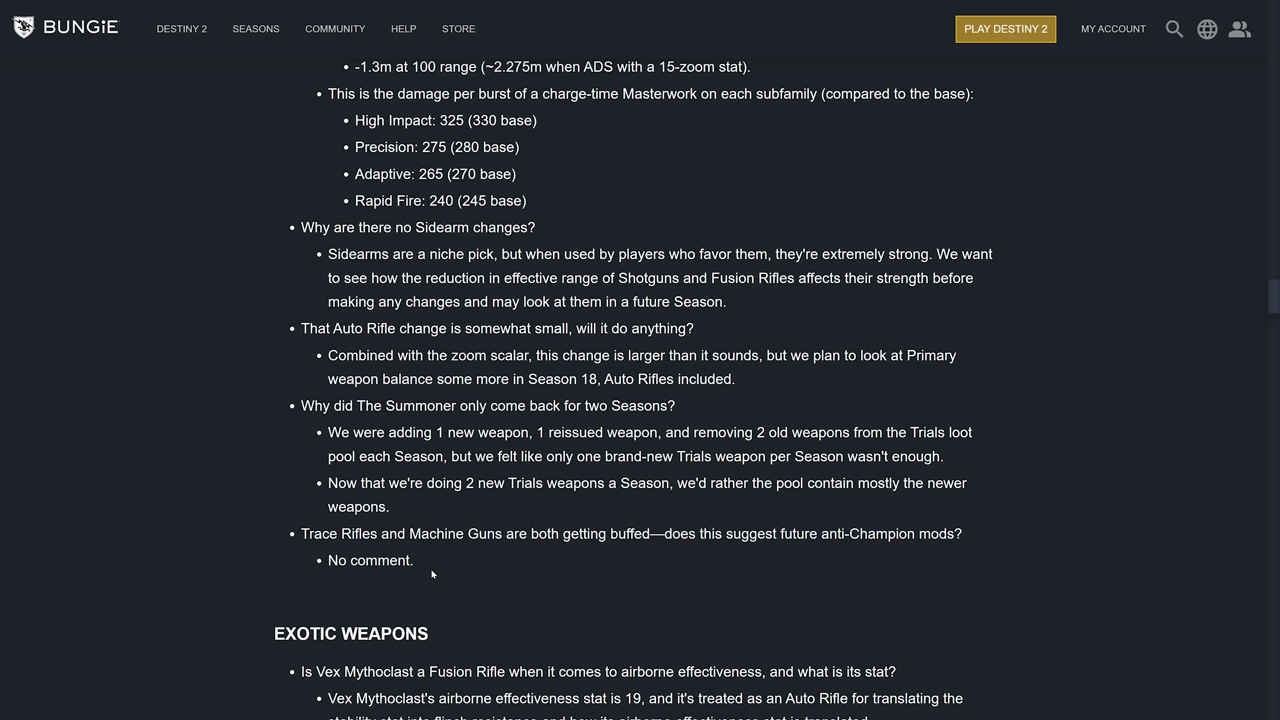 BUNGiE DESTINY 2 SEASONS COMMUNITY HELP STORE PLAY DESTINY 2 MY ACCOUNT
• -1.3m at 100 range (~2.275m when ADS with a 15-zoom stat).
• This is the damage per burst of a charge-time Masterwork on each subfamily (compared to the base):
• High Impact: 325 (330 base)
• Precision: 275 (280 base)
• Adaptive: 265 (270 base)
• Rapid Fire: 240 (245 base)
• Why are there no Sidearm changes?
• Sidearms are a niche pick, but when used by players who favor them, they're extremely strong. We want
to see how the reduction in effective range of Shotguns and Fusion Rifles affects their strength before
making any changes and may look at them in a future Season.
• That Auto Rifle change is somewhat small, will it do anything?
• Combined with the zoom scalar, this change is larger than it sounds, but we plan to look at Primary
weapon balance some more in Season 18, Auto Rifles included.
• Why did The Summoner only come back for two Seasons?
• We were adding 1 new weapon, 1 reissued weapon, and removing 2 old weapons from the Trials loot
pool each Season, but we felt like only one brand-new Trials weapon per Season wasn't enough.
• Now that we're doing 2 new Trials weapons a Season, we'd rather the pool contain mostly the newer
weapons.
• Trace Rifles and Machine Guns are both getting buffed—does this suggest future anti-Champion mods?
• No comment.
EXOTIC WEAPONS
• Is Vex Mythoclast a Fusion Rifle when it comes to airborne effectiveness, and what is its stat?
• Vex Mythoclast's airborne effectiveness stat is 19, and it's treated as an Auto Rifle for translating the
stability stat into flinch resistance and how its airborne effectiveness stat is translated.